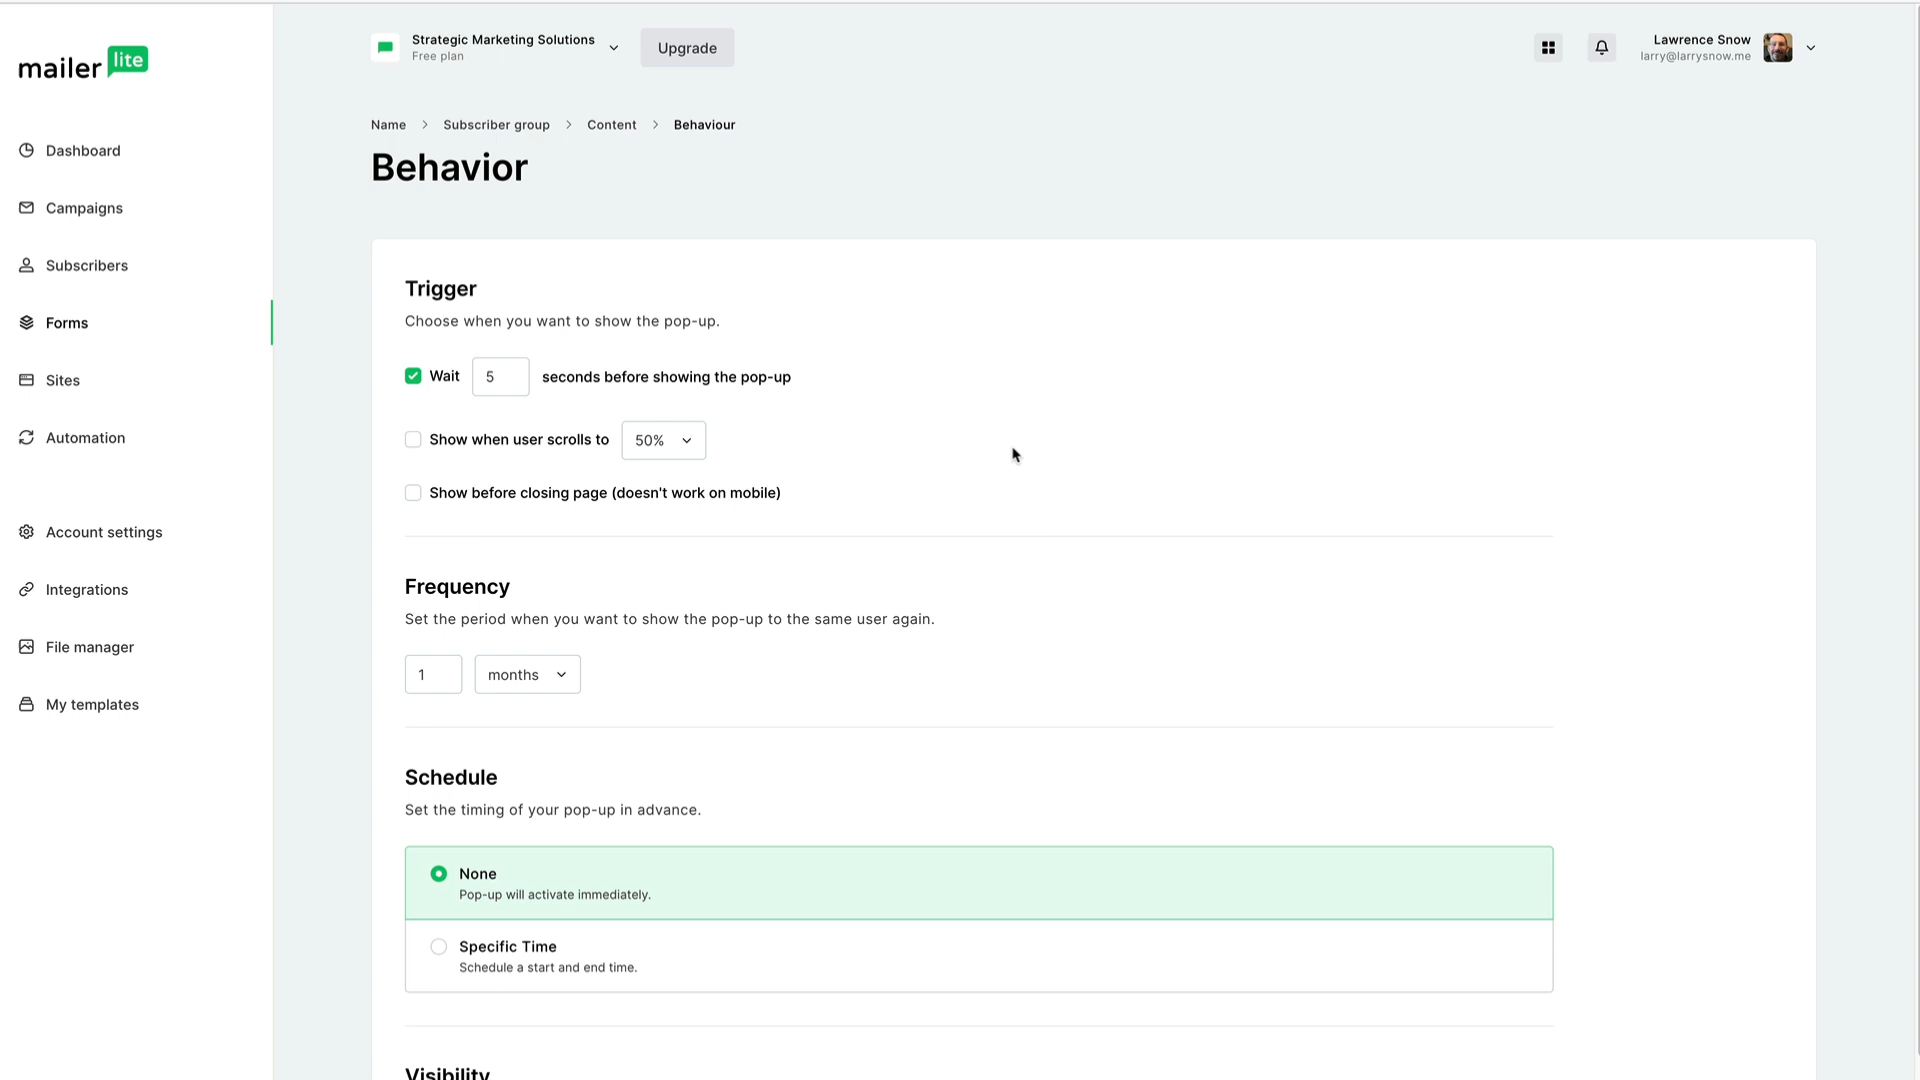 mailer lite
Strategic Marketing Solutions
Free plan
Upgrade
Lawrence Snow
larry@larrysnow.me
Dashboard
Campaigns
Subscribers
Forms
Sites
Automation
Account settings
Integrations
File manager
My templates
Name > Subscriber group > Content > Behaviour
Behavior
Trigger
Choose when you want to show the pop-up.
Wait 5 seconds before showing the pop-up
Show when user scrolls to 50%
Show before closing page (doesn't work on mobile)
Frequency
Set the period when you want to show the pop-up to the same user again.
1 months
Schedule
Set the timing of your pop-up in advance.
None
Pop-up will activate immediately.
Specific Time
Schedule a start and end time.
Visibility